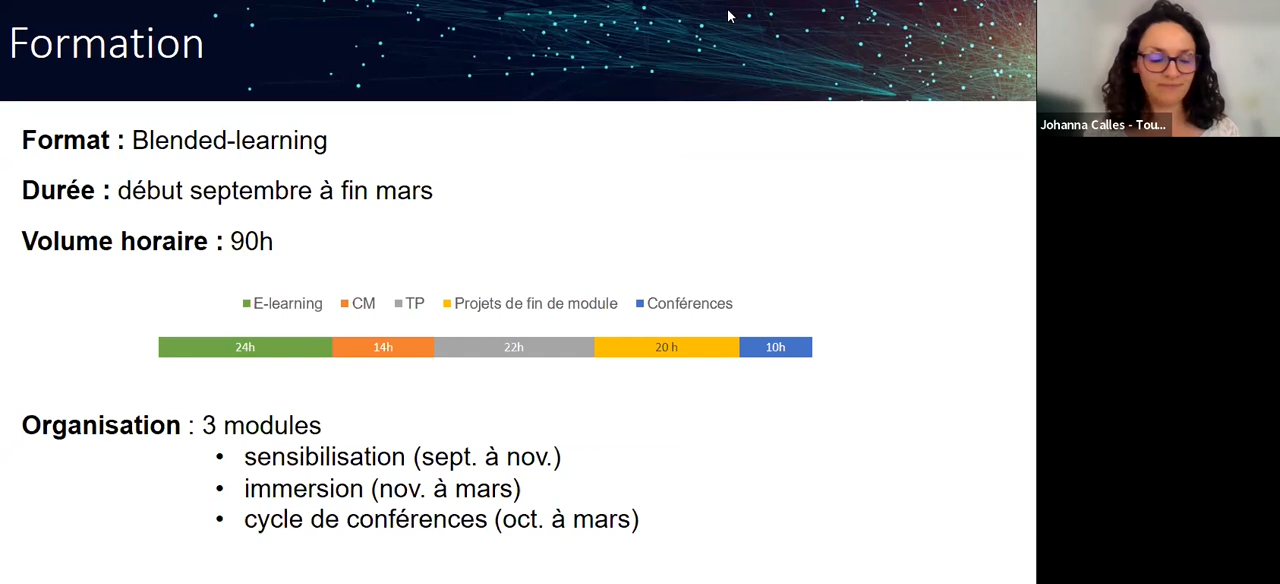 Formation
Johanna Calles - Tou...
Format : Blended-learning
Durée : début septembre à fin mars
Volume horaire : 90h
E-learning CM TP Projets de fin de module Conférences
24h 14h 22h 20 h 10h
Organisation : 3 modules
• sensibilisation (sept. à nov.)
• immersion (nov. à mars)
• cycle de conférences (oct. à mars)